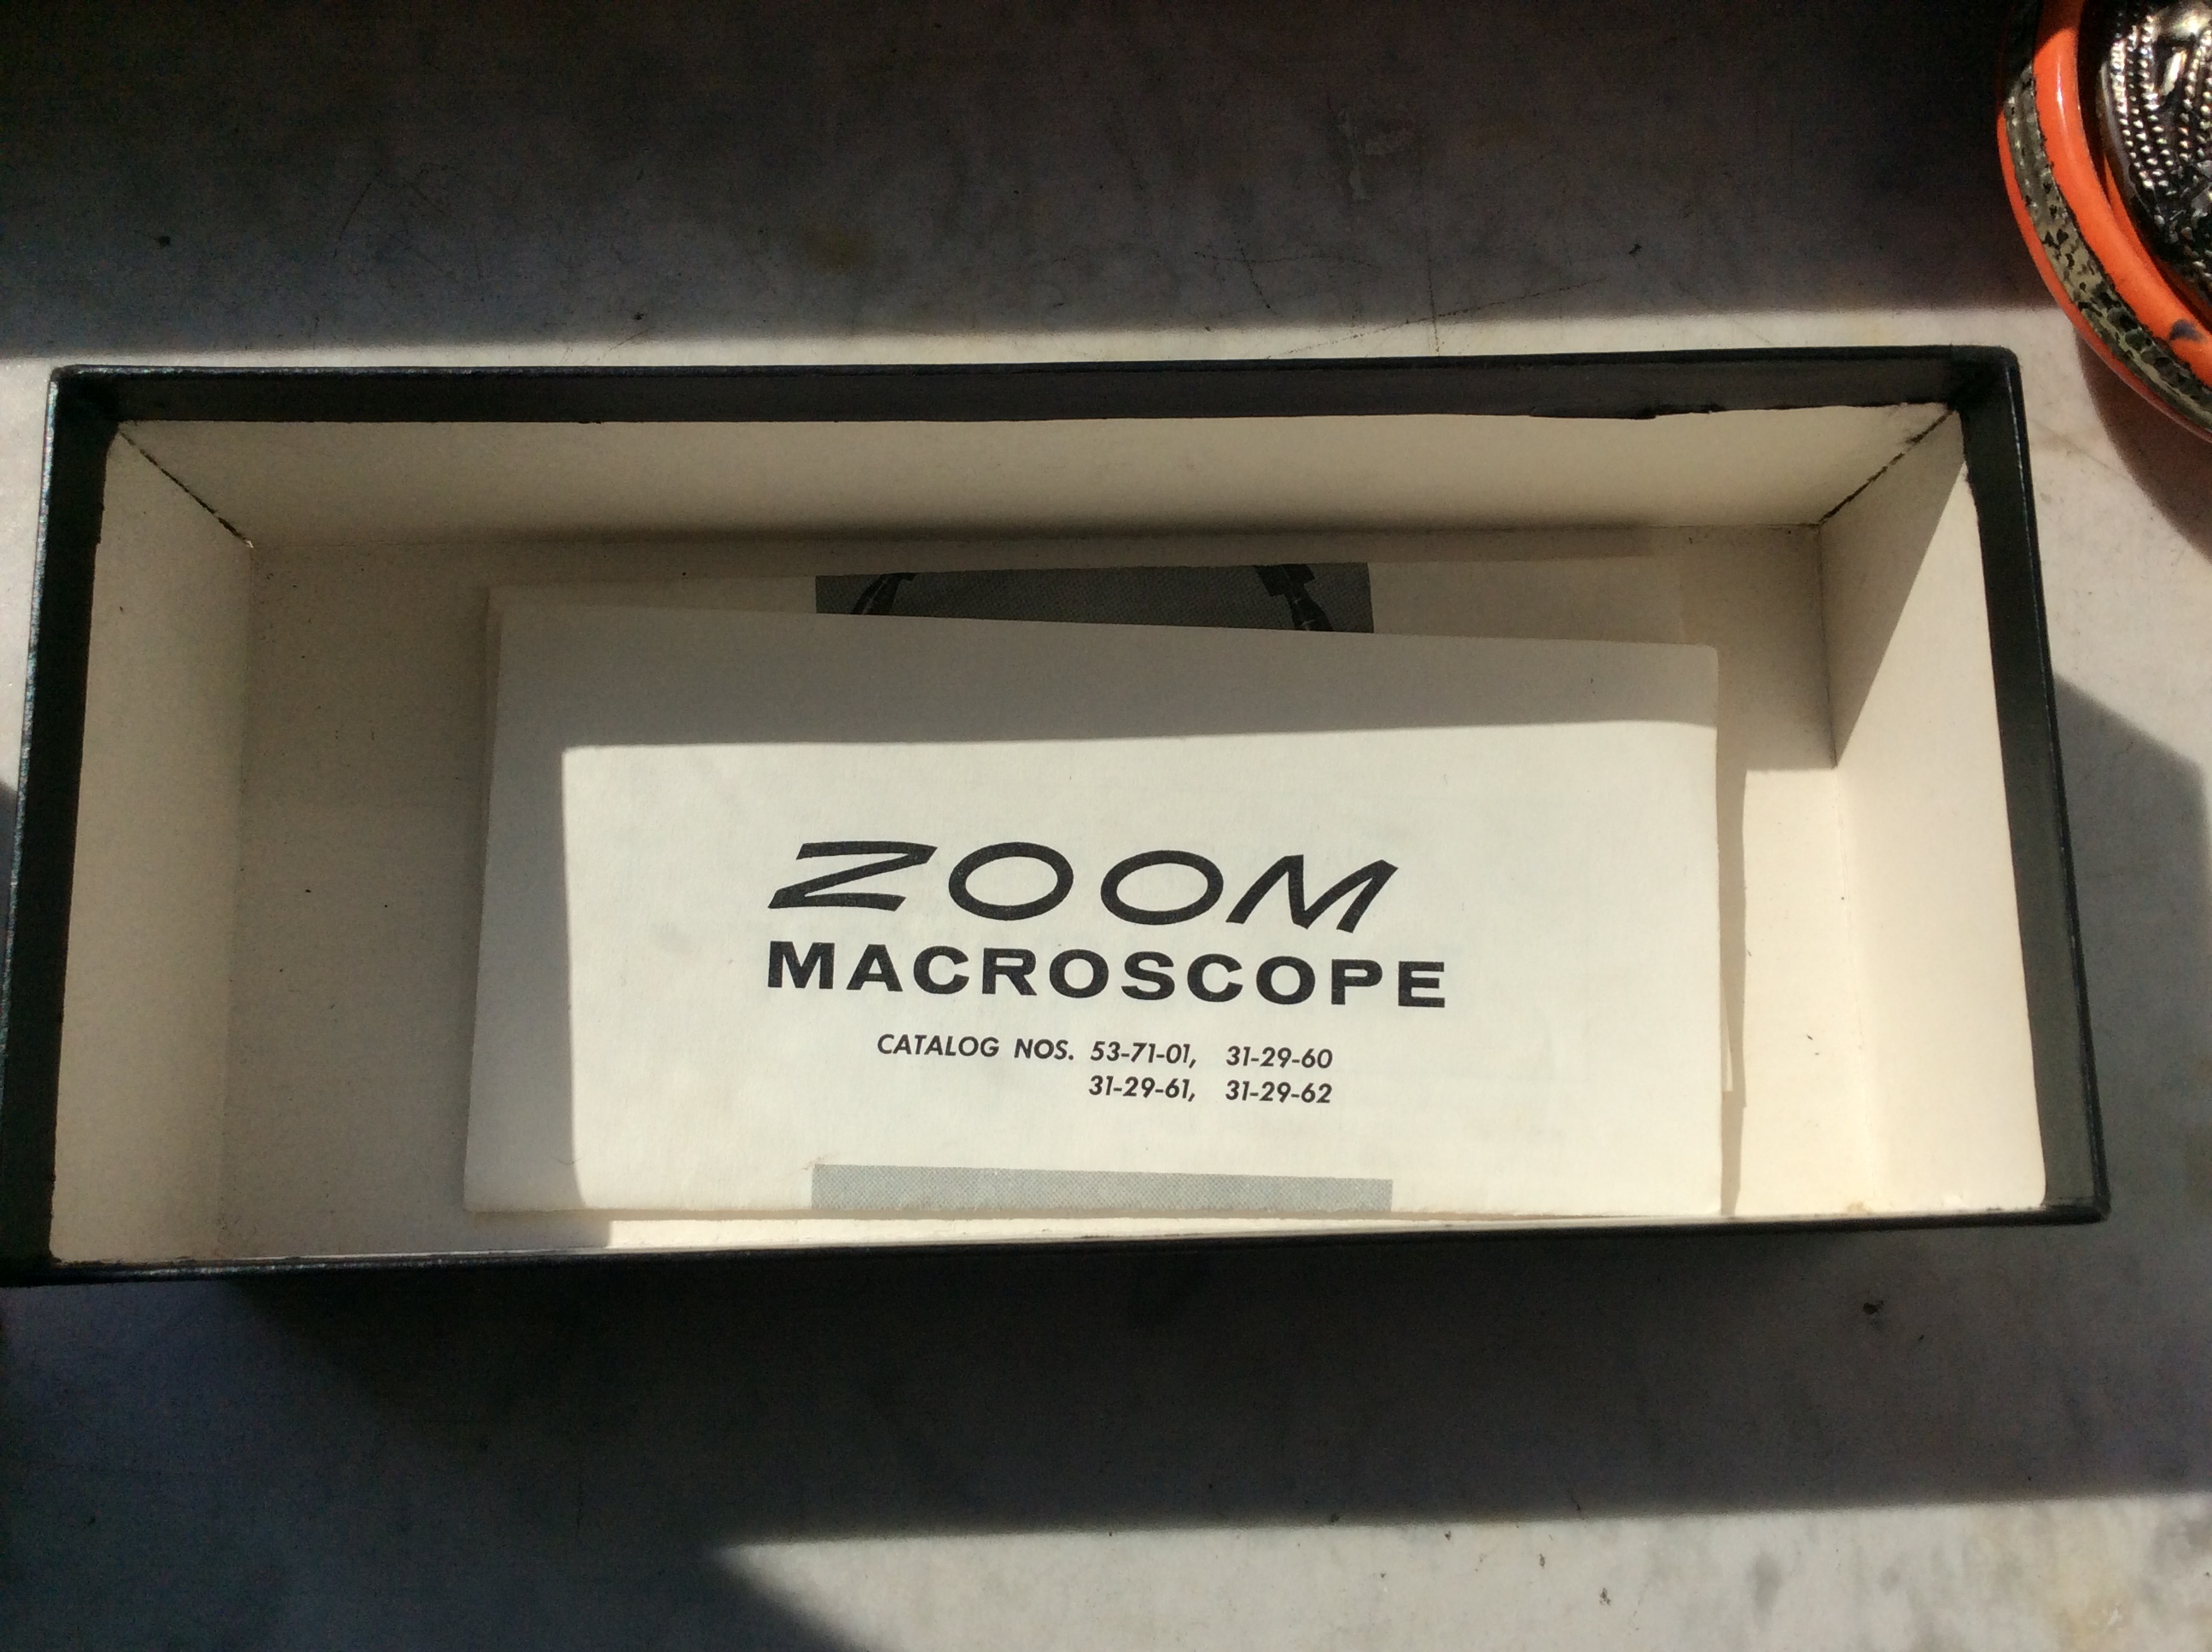 ZOOM
MACROSCOPE
CATALOG NOS. 53-71-01, 31-29-60
31-29-61, 31-29-62